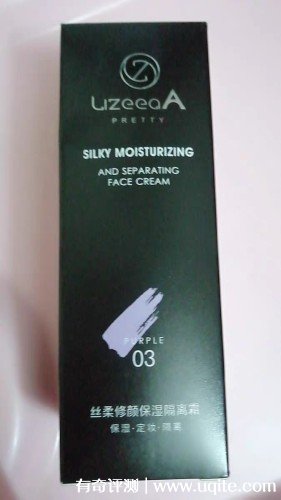 Z
LizeeaA
PRETTY
SILKY MOISTURIZING
AND SEPARATING
FACE CREAM
PURPLE
03
丝柔修颜保湿隔离霜
保湿·定妆·隔离
有奇评测 | www.uqite.com